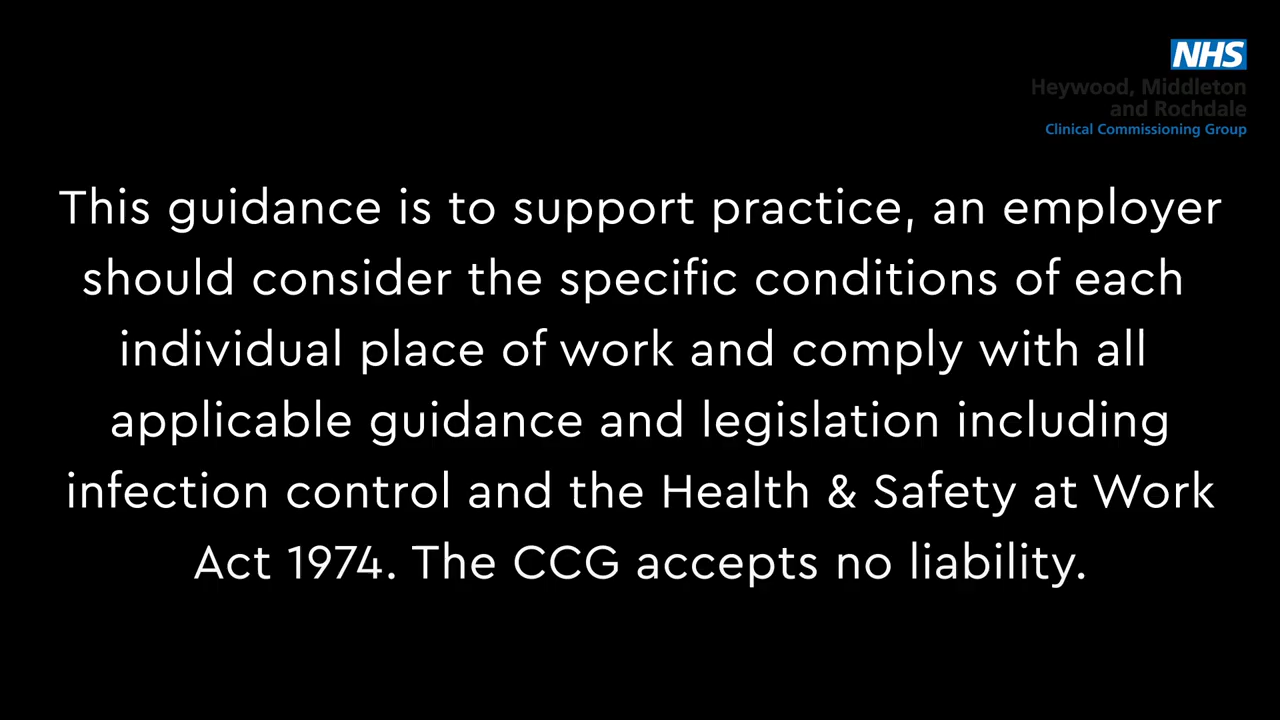 NHS
Heywood, Middleton
and Rochdale
Clinical Commissioning Group
This guidance is to support practice, an employer
should consider the specific conditions of each
individual place of work and comply with all
applicable guidance and legislation including
infection control and the Health & Safety at Work
Act 1974. The CCG accepts no liability.